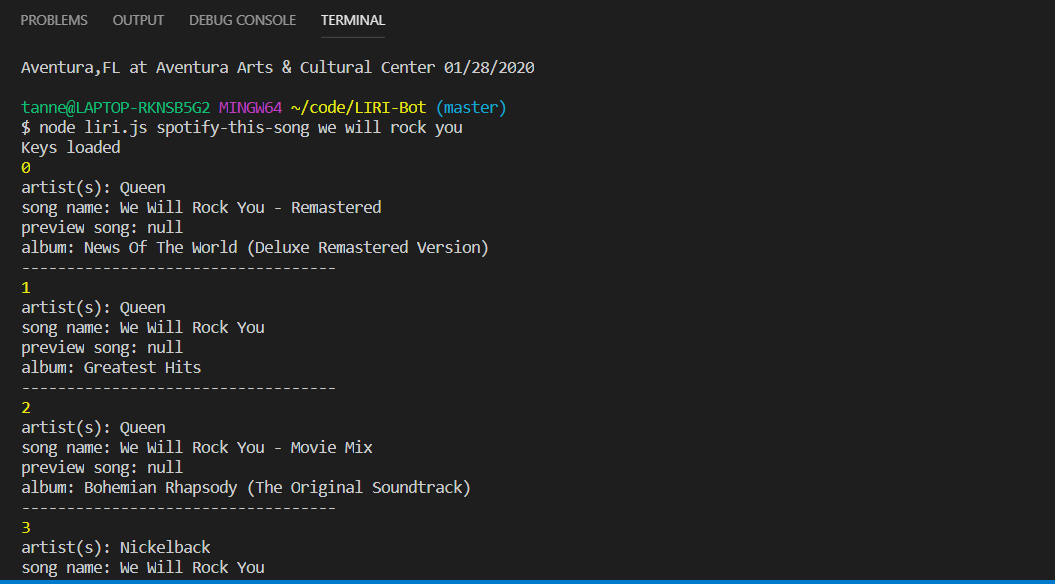 PROBLEMS OUTPUT DEBUG CONSOLE TERMINAL
Aventura,FL at Aventura Arts & Cultural Center 01/28/2020
tanne@LAPTOP-RKNSB5G2 MINGW64 ~/code/LIRI-Bot (master)
$ node liri.js spotify-this-song we will rock you
Keys loaded
0
artist(s): Queen
song name: We Will Rock You - Remastered
preview song: null
album: News Of The World (Deluxe Remastered Version)
-----------------------------------
1
artist(s): Queen
song name: We Will Rock You
preview song: null
album: Greatest Hits
-----------------------------------
2
artist(s): Queen
song name: We Will Rock You - Movie Mix
preview song: null
album: Bohemian Rhapsody (The Original Soundtrack)
-----------------------------------
3
artist(s): Nickelback
song name: We Will Rock You